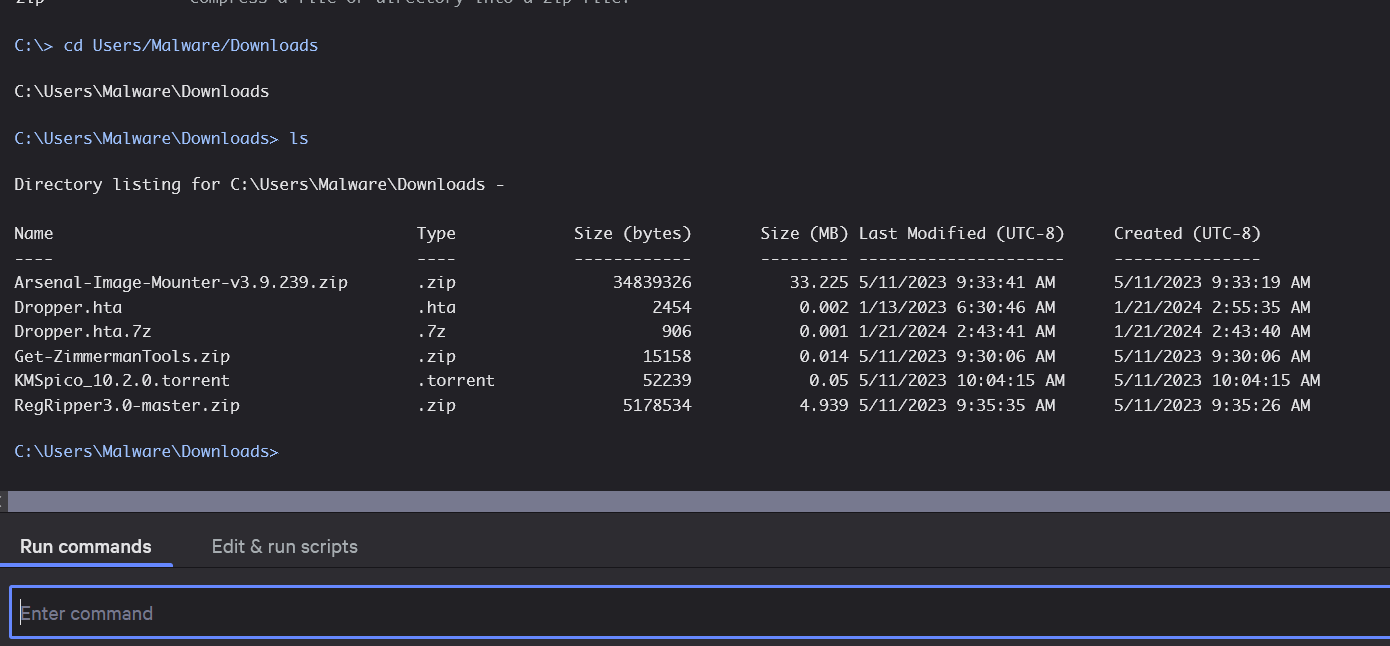 zip                compress a file or directory into a zip file.
C:\> cd Users/Malware/Downloads
C:\Users\Malware\Downloads
C:\Users\Malware\Downloads> ls
Directory listing for C:\Users\Malware\Downloads -
Name Type Size (bytes) Size (MB) Last Modified (UTC-8) Created (UTC-8)
---- ---- ------------ --------- --------------------- ---------------
Arsenal-Image-Mounter-v3.9.239.zip .zip 34839326 33.225 5/11/2023 9:33:41 AM 5/11/2023 9:33:19 AM
Dropper.hta .hta 2454 0.002 1/13/2023 6:30:46 AM 1/21/2024 2:55:35 AM
Dropper.hta.7z .7z 906 0.001 1/21/2024 2:43:41 AM 1/21/2024 2:43:40 AM
Get-ZimmermanTools.zip .zip 15158 0.014 5/11/2023 9:30:06 AM 5/11/2023 9:30:06 AM
KMSpico_10.2.0.torrent .torrent 52239 0.05 5/11/2023 10:04:15 AM 5/11/2023 10:04:15 AM
RegRipper3.0-master.zip .zip 5178534 4.939 5/11/2023 9:35:35 AM 5/11/2023 9:35:26 AM
C:\Users\Malware\Downloads>
Run commands Edit & run scripts
Enter command